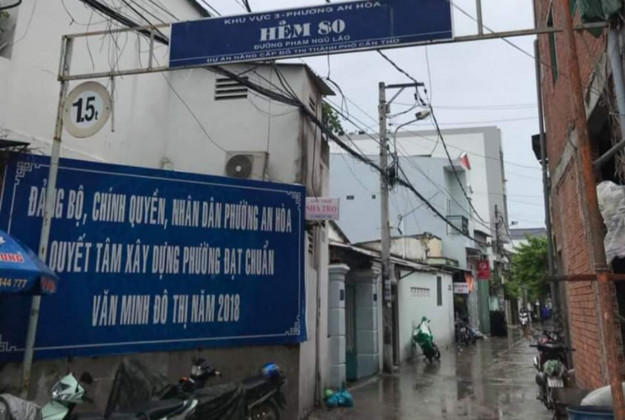 KHU VỰC 3 - PHƯỜNG AN HÒA
HẺM 80
ĐƯỜNG PHẠM NGŨ LÃO
DỰ ÁN NÂNG CẤP ĐÔ THỊ THÀNH PHỐ CẦN THƠ
1.5t
ĐẢNG BỘ, CHÍNH QUYỀN, NHÂN DÂN PHƯỜNG AN HÒA
QUYẾT TÂM XÂY DỰNG PHƯỜNG ĐẠT CHUẨN
VĂN MINH ĐÔ THỊ NĂM 2018
NHÀ TRỌ
444 777